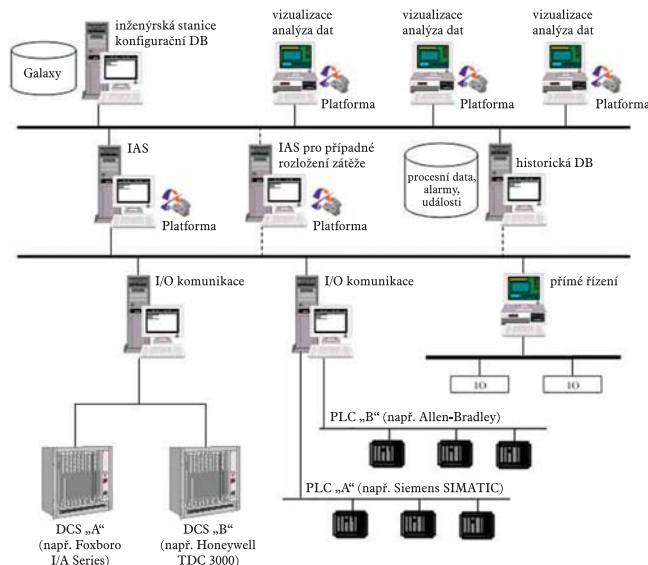 inženýrská stanice
konfigurační DB
Galaxy
vizualizace
analýza dat
Platforma
vizualizace
analýza dat
Platforma
vizualizace
analýza dat
Platforma
IAS
Platforma
IAS pro případné
rozložení zátěže
Platforma
procesní data,
alarmy,
události
historická DB
I/O komunikace
I/O komunikace
přímé řízení
IO
IO
PLC „B“ (např. Allen-Bradley)
PLC „A“ (např. Siemens SIMATIC)
DCS „A“
(např. Foxboro
I/A Series)
DCS „B“
(např. Honeywell
TDC 3000)